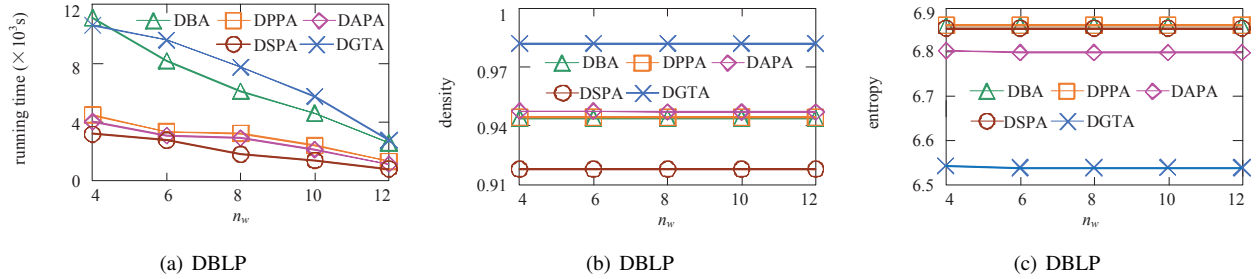 12
8
4
0
running time (×10³s)
DBA DPPA DAPA
DSPA DGTA
4 6 8 10 12
n_w
(a) DBLP
1
0.97
0.94
0.91
density
DBA DPPA DAPA
DSPA DGTA
4 6 8 10 12
n_w
(b) DBLP
6.9
6.8
6.7
6.6
6.5
entropy
DBA DPPA DAPA
DSPA DGTA
4 6 8 10 12
n_w
(c) DBLP